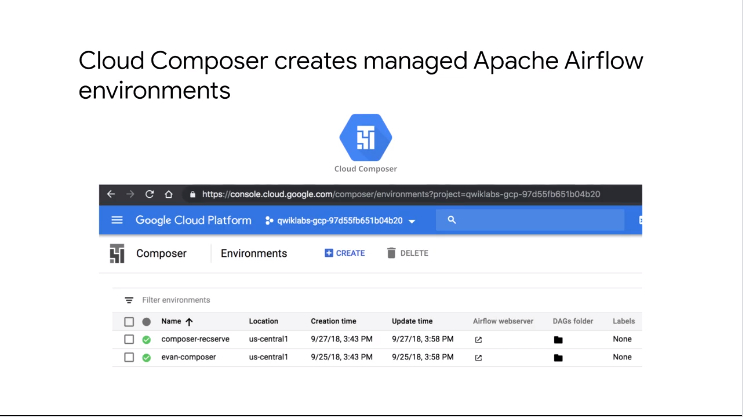 Cloud Composer creates managed Apache Airflow
environments
Cloud Composer
https://console.cloud.google.com/composer/environments?project=qwiklabs-gcp-97d55fb651b04b20
Google Cloud Platform qwiklabs-gcp-97d55fb651b04b20
Composer Environments CREATE DELETE
Filter environments
Name Location Creation time Update time Airflow webserver DAGs folder Labels
composer-recserve us-central1 9/27/18, 3:43 PM 9/27/18, 3:58 PM None
evan-composer us-central1 9/25/18, 3:43 PM 9/25/18, 3:58 PM None